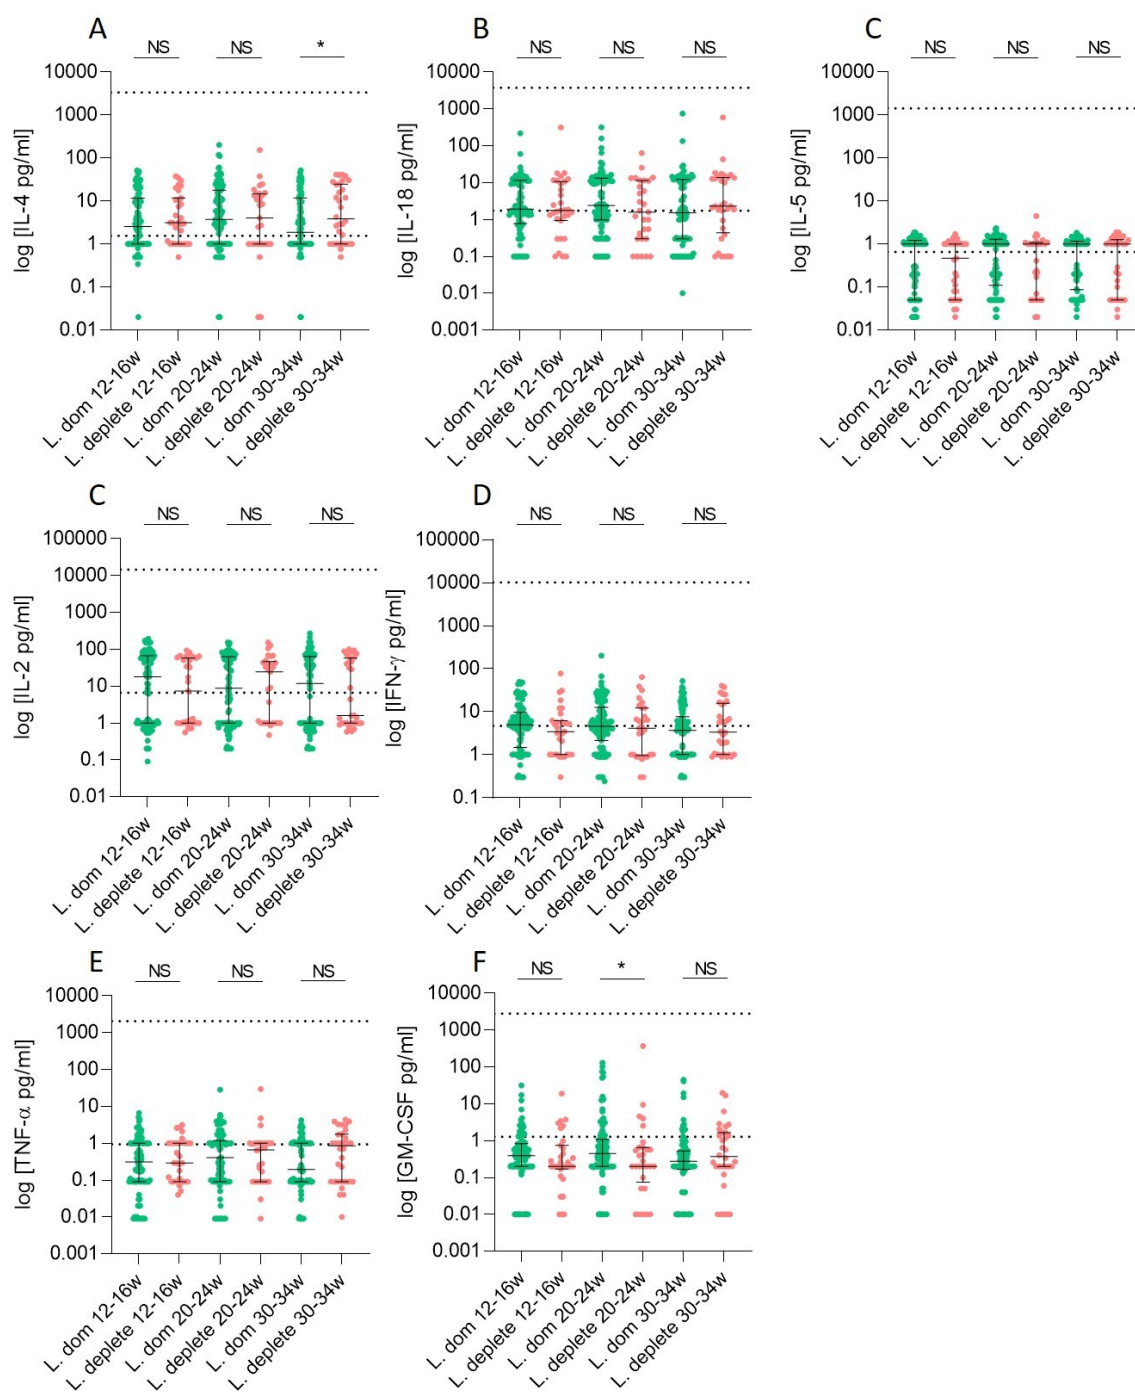 A
NS
NS
*
log [IL-4 pg/ml]
10000
1000
100
10
1
0.1
0.01
L. dom 12-16w
L. deplete 12-16w
L. dom 20-24w
L. deplete 20-24w
L. dom 30-34w
L. deplete 30-34w
B
NS
NS
NS
log [IL-18 pg/ml]
10000
1000
100
10
1
0.1
0.01
0.001
L. dom 12-16w
L. deplete 12-16w
L. dom 20-24w
L. deplete 20-24w
L. dom 30-34w
L. deplete 30-34w
C
NS
NS
NS
log [IL-5 pg/ml]
10000
1000
100
10
1
0.1
0.01
L. dom 12-16w
L. deplete 12-16w
L. dom 20-24w
L. deplete 20-24w
L. dom 30-34w
L. deplete 30-34w
C
NS
NS
NS
log [IL-2 pg/ml]
100000
10000
1000
100
10
1
0.1
0.01
L. dom 12-16w
L. deplete 12-16w
L. dom 20-24w
L. deplete 20-24w
L. dom 30-34w
L. deplete 30-34w
D
NS
NS
NS
log [IFN-γ pg/ml]
100000
10000
1000
100
10
1
0.1
L. dom 12-16w
L. deplete 12-16w
L. dom 20-24w
L. deplete 20-24w
L. dom 30-34w
L. deplete 30-34w
E
NS
NS
NS
log [TNF-α pg/ml]
10000
1000
100
10
1
0.1
0.01
0.001
L. dom 12-16w
L. deplete 12-16w
L. dom 20-24w
L. deplete 20-24w
L. dom 30-34w
L. deplete 30-34w
F
NS
*
NS
log [GM-CSF pg/ml]
10000
1000
100
10
1
0.1
0.01
0.001
L. dom 12-16w
L. deplete 12-16w
L. dom 20-24w
L. deplete 20-24w
L. dom 30-34w
L. deplete 30-34w